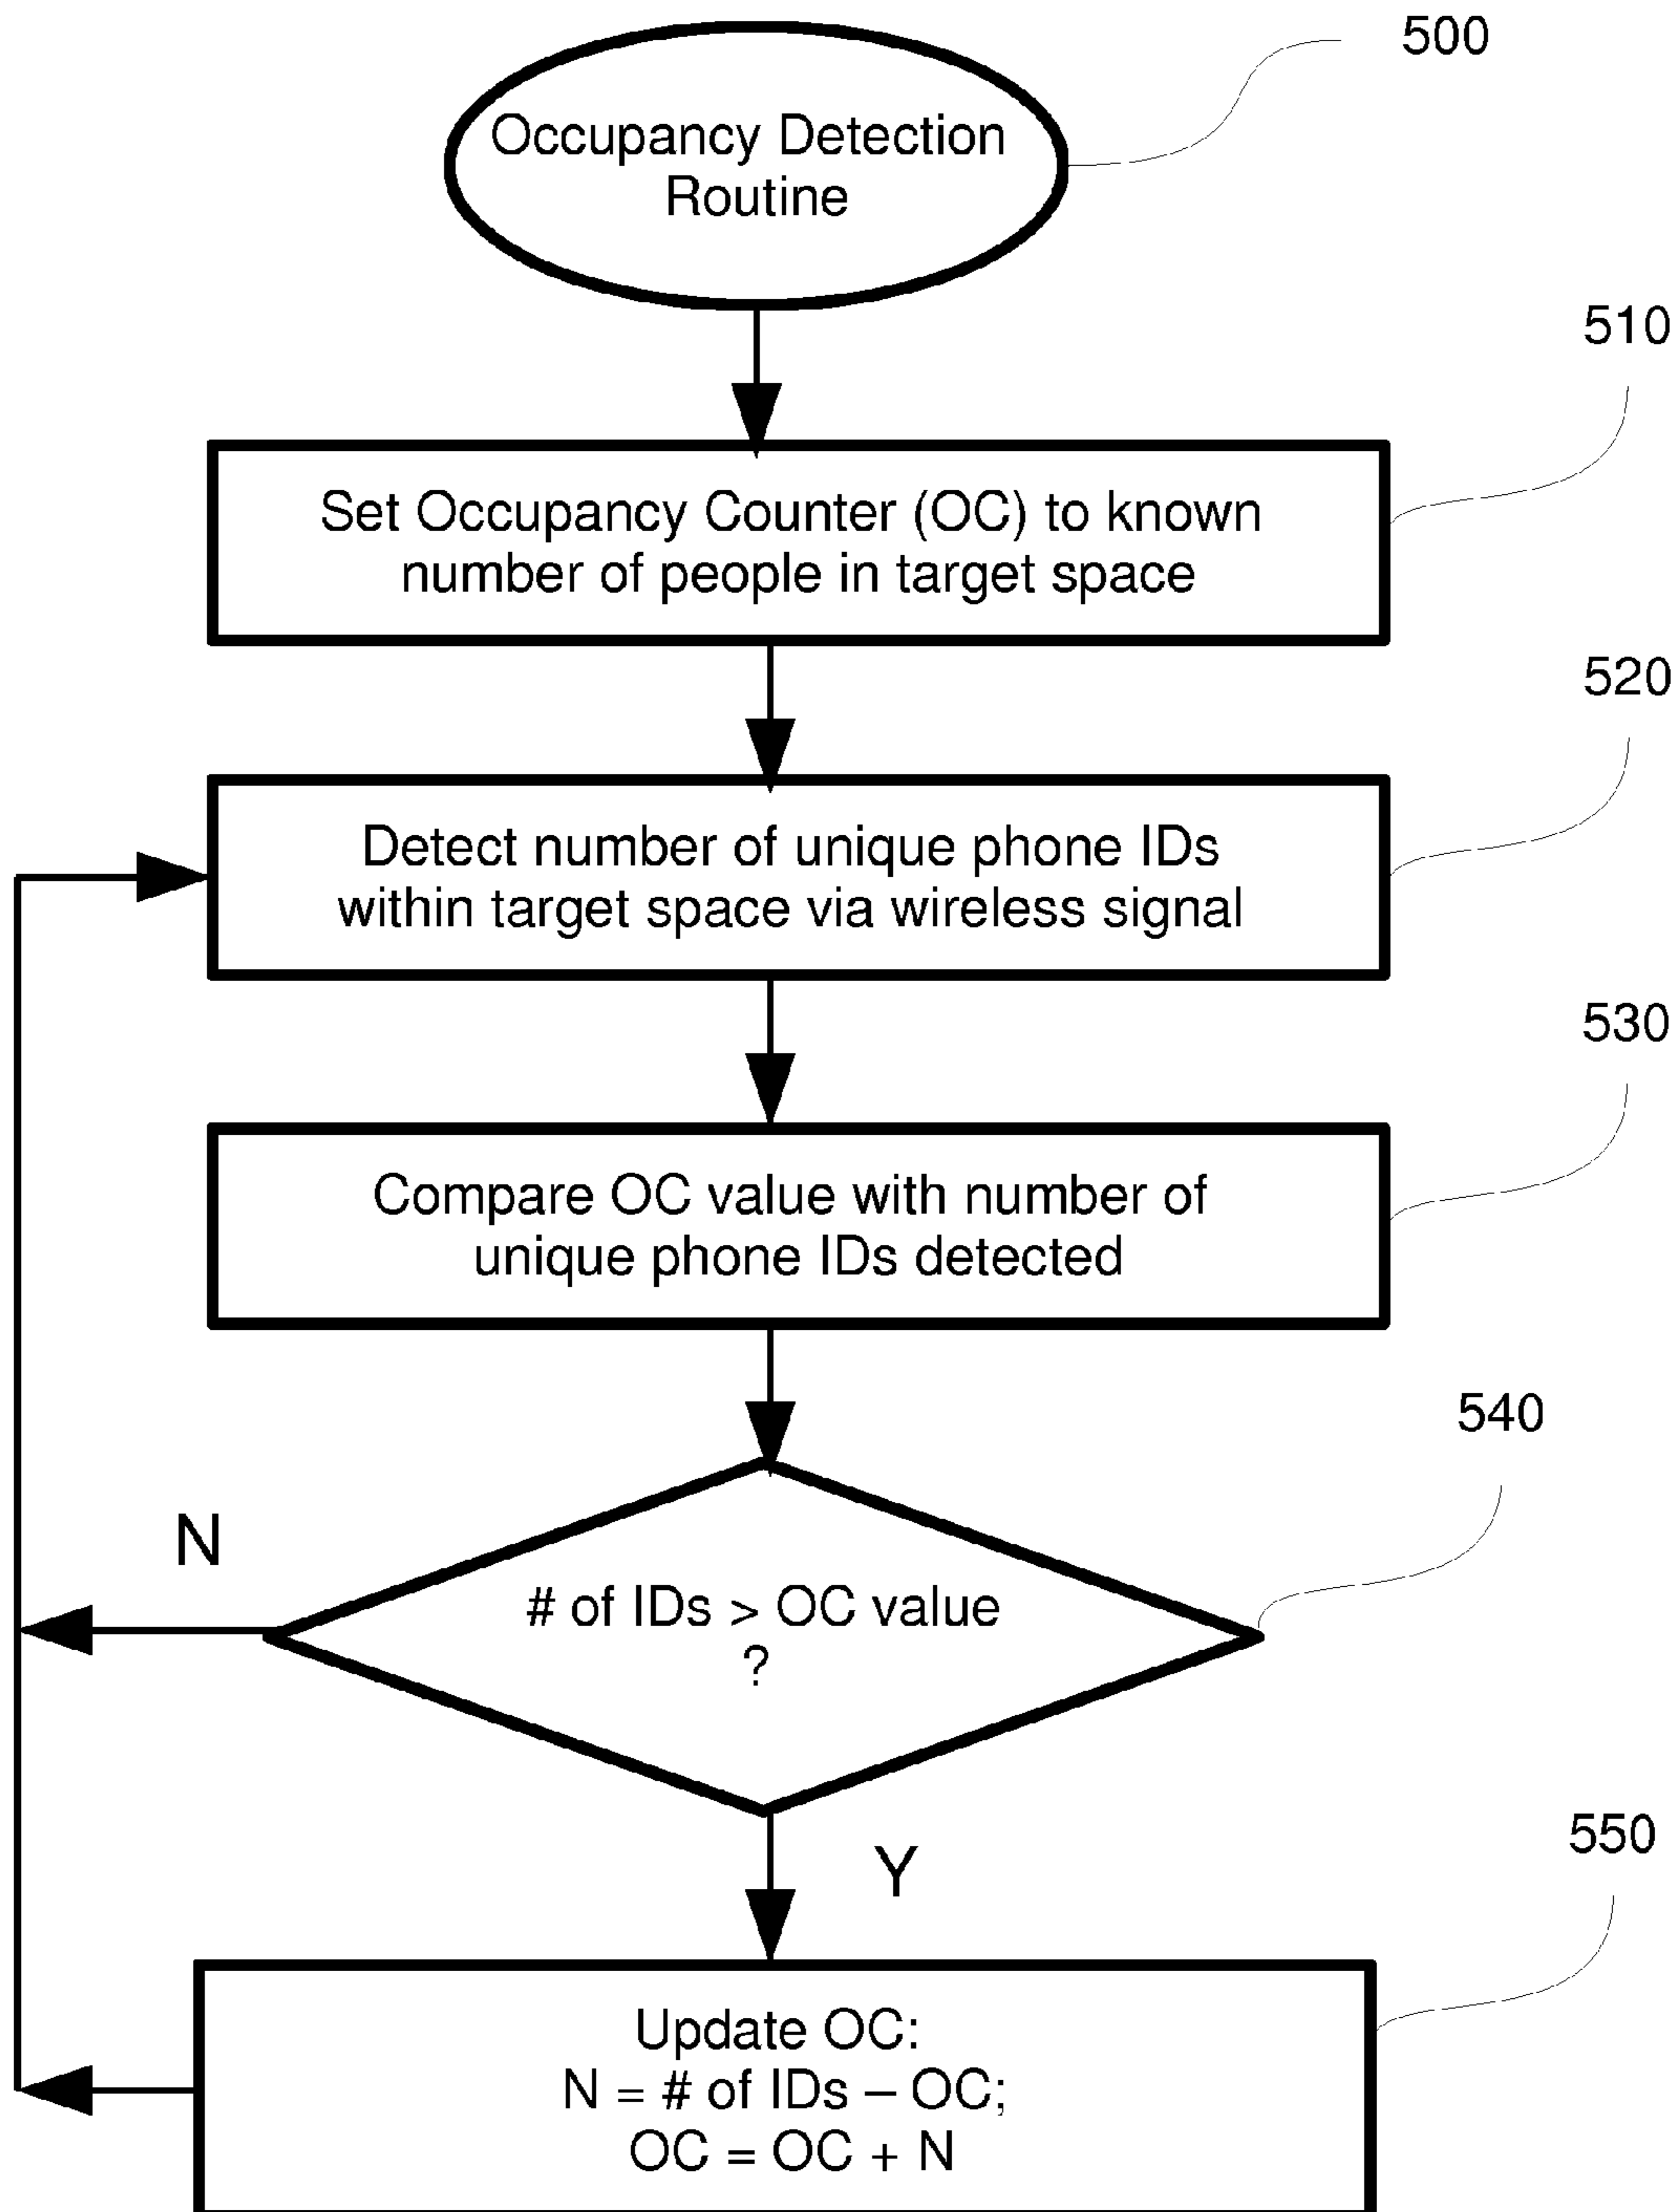 500
Occupancy Detection
Routine
510
Set Occupancy Counter (OC) to known
number of people in target space
520
Detect number of unique phone IDs
within target space via wireless signal
530
Compare OC value with number of
unique phone IDs detected
540
N
# of IDs > OC value
?
Y
550
Update OC:
N = # of IDs – OC;
OC = OC + N